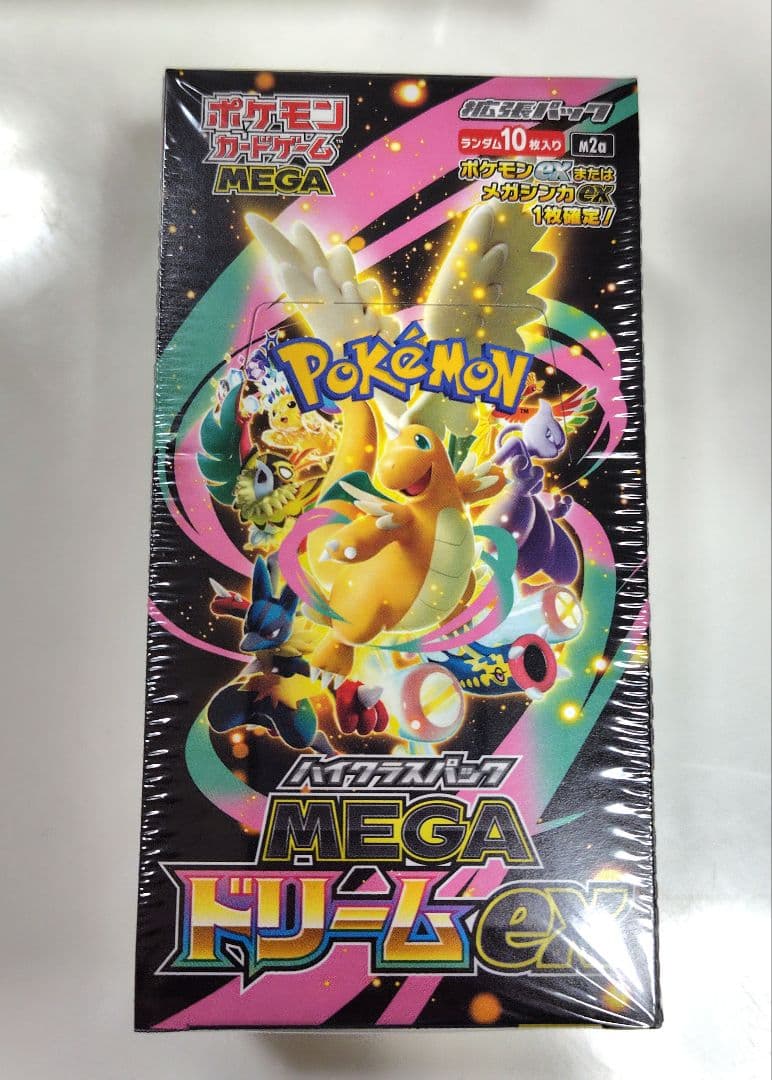 ポケモン
カードゲーム
MEGA
拡張パック
ランダム10枚入り M2a
ポケモンexまたは
メガシンカex
1枚確定!
POKÉMON
ハイクラスパック
MEGA
ドリームex